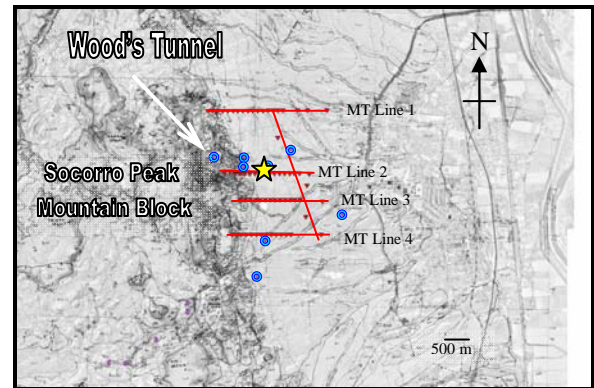 Wood's Tunnel
N
MT Line 1
MT Line 2
Socorro Peak
Mountain Block
MT Line 3
MT Line 4
500 m